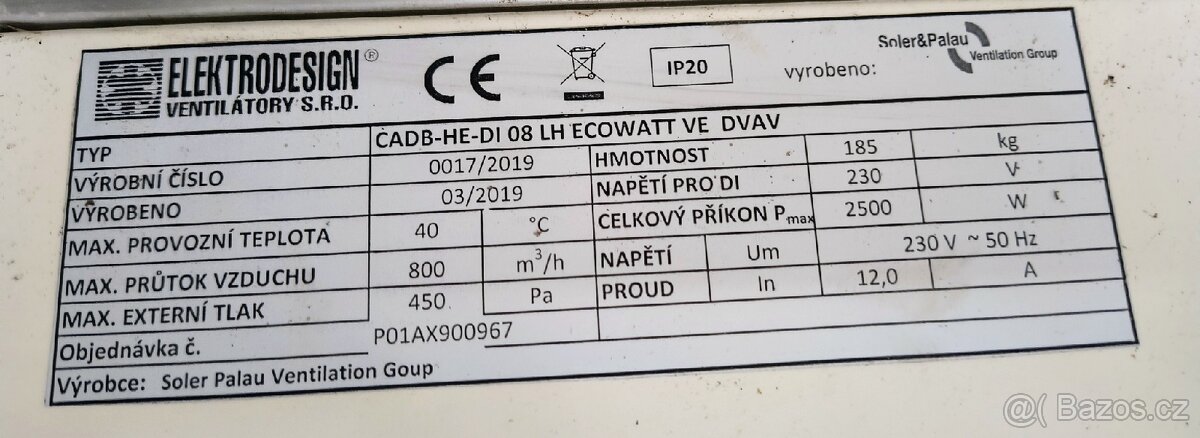 ELEKTRODESIGN®
VENTILÁTORY S.R.O.
CE
IP20
vyrobeno:
Soler&Palau
Ventilation Group
TYP CADB-HE-DI 08 LH ECOWATT VE DVAV
VÝROBNÍ ČÍSLO 0017/2019 HMOTNOST 185 kg
VYROBENO 03/2019 NAPĚTÍ PRO DI 230 V
MAX. PROVOZNÍ TEPLOTA 40 °C CELKOVÝ PŘÍKON Pmax 2500 W
MAX. PRŮTOK VZDUCHU 800 m³/h NAPĚTÍ Um 230 V ~ 50 Hz
MAX. EXTERNÍ TLAK 450 Pa PROUD In 12,0 A
Objednávka č. P01AX900967
Výrobce: Soler Palau Ventilation Goup
@( Bazos.cz